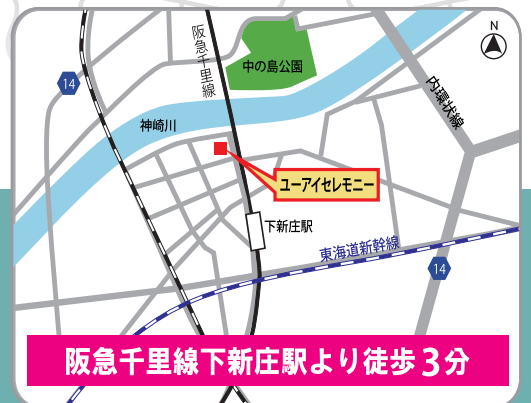 N
阪急千里線
中の島公園
14
内環状線
神崎川
ユーアイセレモニー
下新庄駅
東海道新幹線
14
阪急千里線下新庄駅より徒歩3分